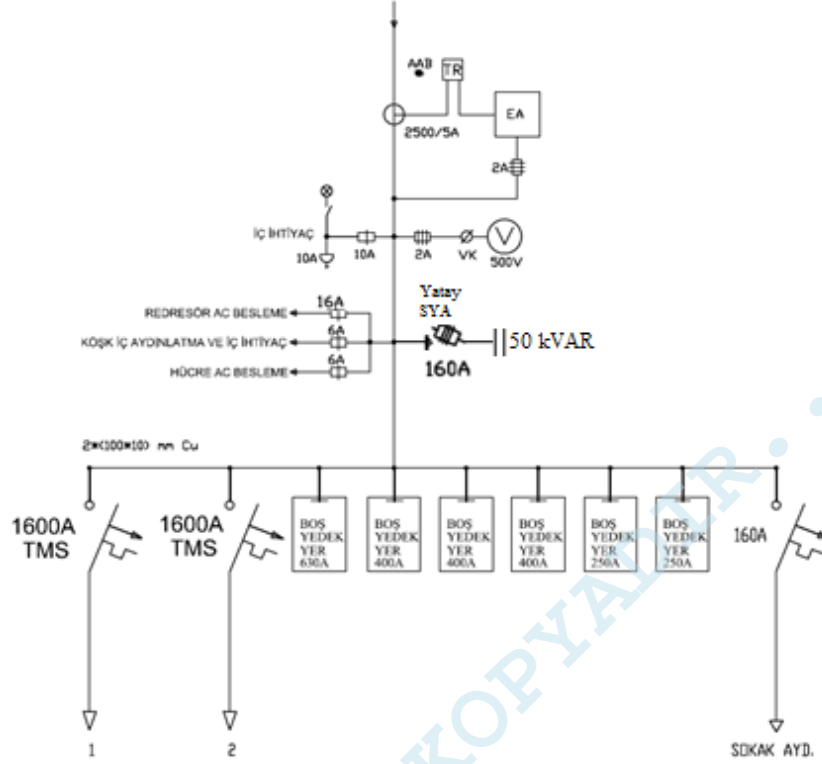 AAB
TR
EA
2500/5A
2A
İÇ İHTİYAÇ
10A
10A
2A
VK
500V
V
Yatay
SYA
160A
50 kVAR
16A
REDRESÖR AC BESLEME
6A
KÖŞK İÇ AYDINLATMA VE İÇ İHTİYAÇ
6A
HÜCRE AC BESLEME
2*(100*10) mm Cu
1600A
TMS
1600A
TMS
BOŞ
YEDEK
YER
630A
BOŞ
YEDEK
YER
400A
BOŞ
YEDEK
YER
400A
BOŞ
YEDEK
YER
400A
BOŞ
YEDEK
YER
250A
BOŞ
YEDEK
YER
250A
160A
1
2
SOKAK AYD.
KOPYADIR...